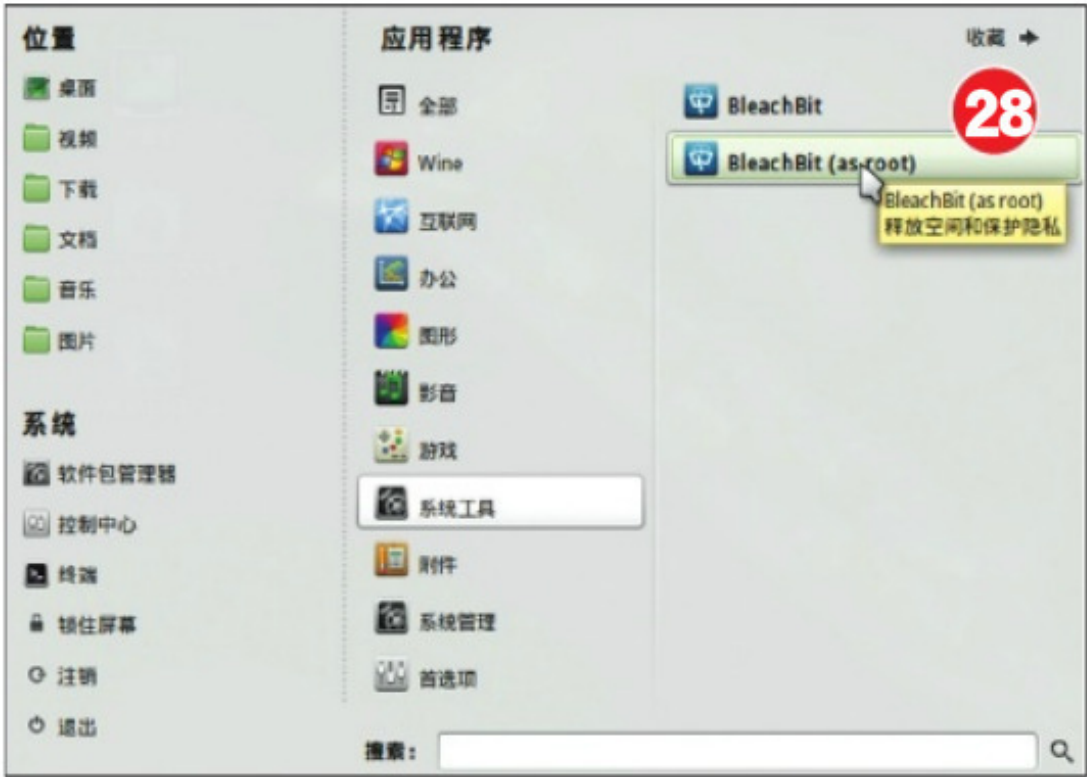 位置
桌面
视频
下载
文档
音乐
图片
系统
软件包管理器
控制中心
终端
锁住屏幕
注销
退出
应用程序
收藏
全部
Wine
互联网
办公
图形
影音
游戏
系统工具
附件
系统管理
首选项
BleachBit
28
BleachBit (as root)
BleachBit (as root)
释放空间和保护隐私
搜索：